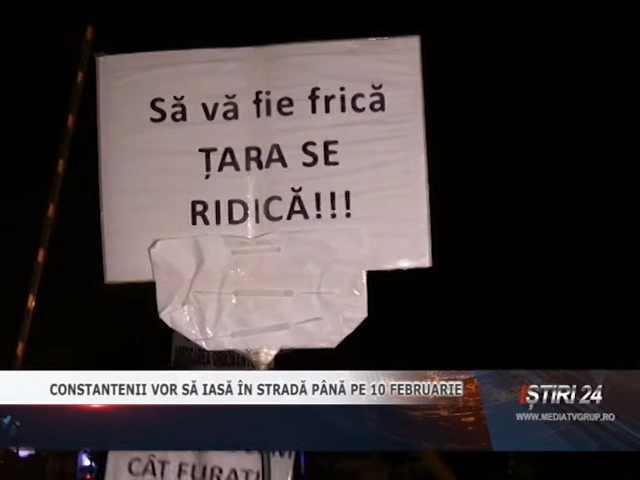 Să vă fie frică
ȚARA SE
RIDICĂ!!!
CONSTANTENII VOR SĂ IASĂ ÎN STRADĂ PÂNĂ PE 10 FEBRUARIE
ȘTIRI 24
WWW.MEDIATVGRUP.RO
CÂT FURAȚI